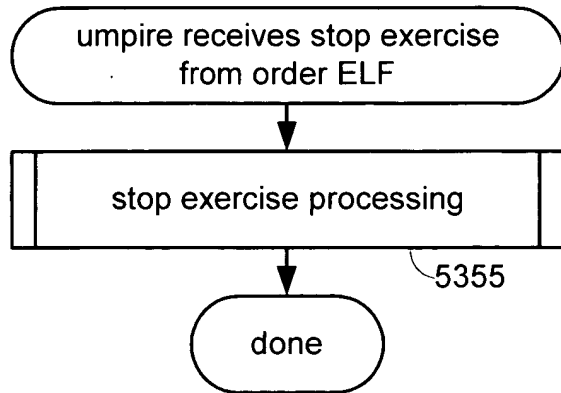 umpire receives stop exercise
from order ELF
stop exercise processing
5355
done